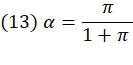 (13) α = π / (1 + π)